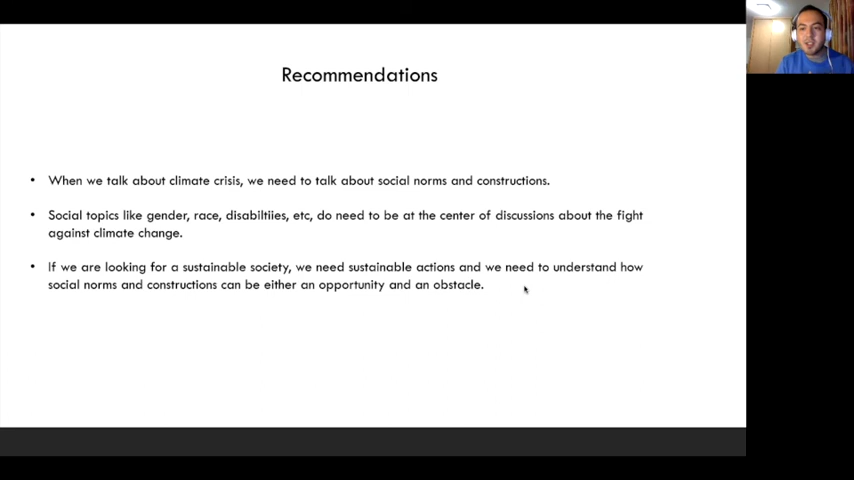 Recommendations
• When we talk about climate crisis, we need to talk about social norms and constructions.
• Social topics like gender, race, disabiltiies, etc, do need to be at the center of discussions about the fight
against climate change.
• If we are looking for a sustainable society, we need sustainable actions and we need to understand how
social norms and constructions can be either an opportunity and an obstacle.